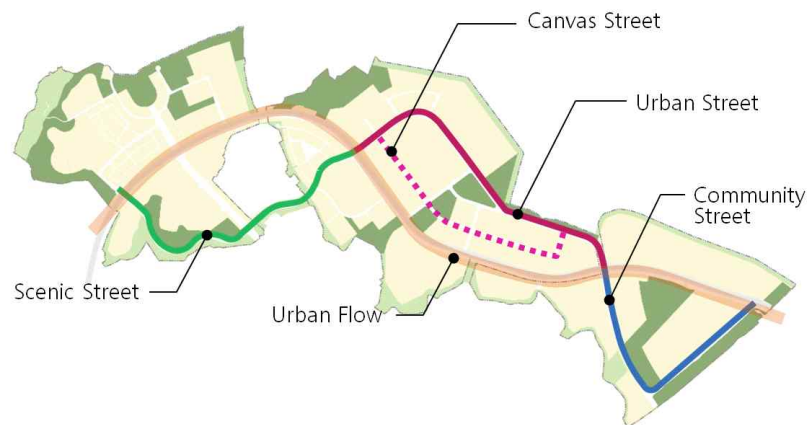 Canvas Street
Urban Street
Community
Street
Scenic Street
Urban Flow